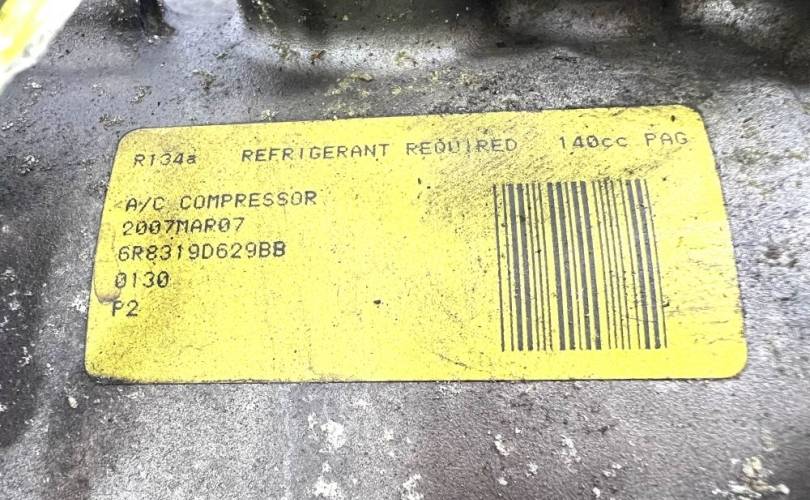 R134a REFRIGERANT REQUIRED 140cc PAG
A/C COMPRESSOR
2007MAR07
6R8319D629BB
0130
P2